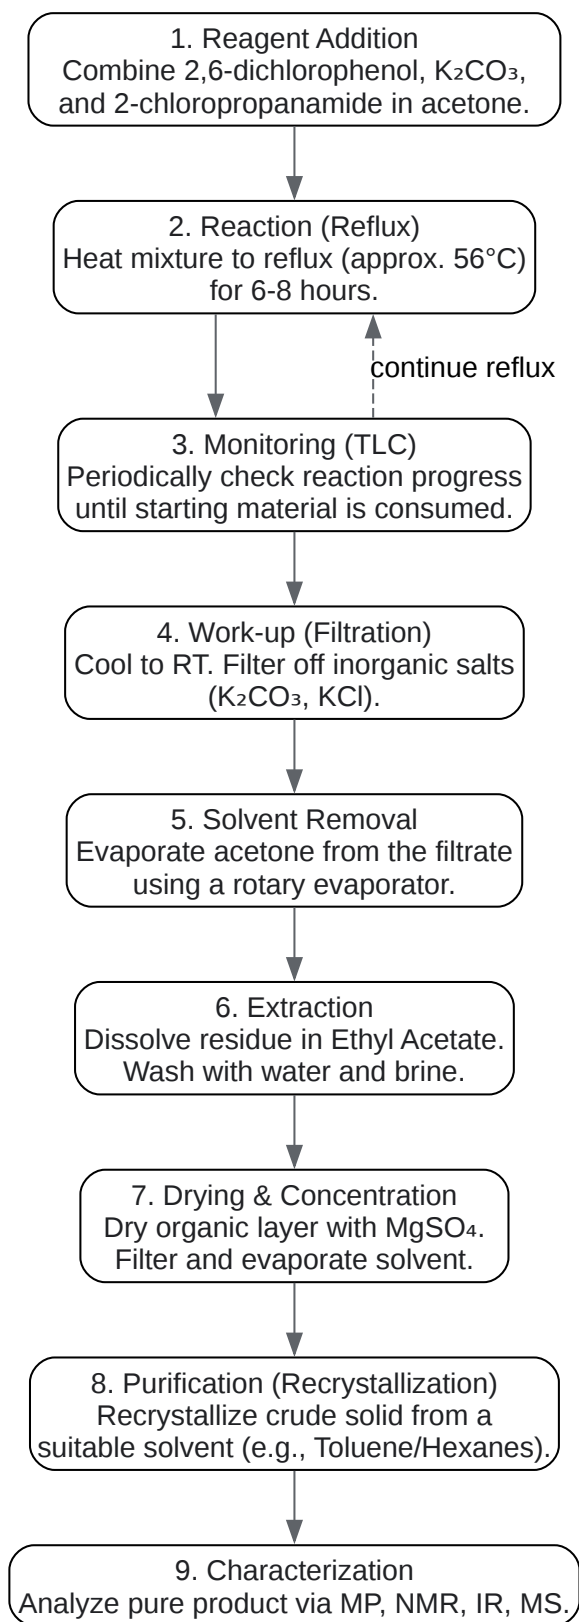 1. Reagent Addition
Combine 2,6-dichlorophenol, K₂CO₃,
and 2-chloropropanamide in acetone.
2. Reaction (Reflux)
Heat mixture to reflux (approx. 56°C)
for 6-8 hours.
continue reflux
3. Monitoring (TLC)
Periodically check reaction progress
until starting material is consumed.
4. Work-up (Filtration)
Cool to RT. Filter off inorganic salts
(K₂CO₃, KCl).
5. Solvent Removal
Evaporate acetone from the filtrate
using a rotary evaporator.
6. Extraction
Dissolve residue in Ethyl Acetate.
Wash with water and brine.
7. Drying & Concentration
Dry organic layer with MgSO₄.
Filter and evaporate solvent.
8. Purification (Recrystallization)
Recrystallize crude solid from a
suitable solvent (e.g., Toluene/Hexanes).
9. Characterization
Analyze pure product via MP, NMR, IR, MS.